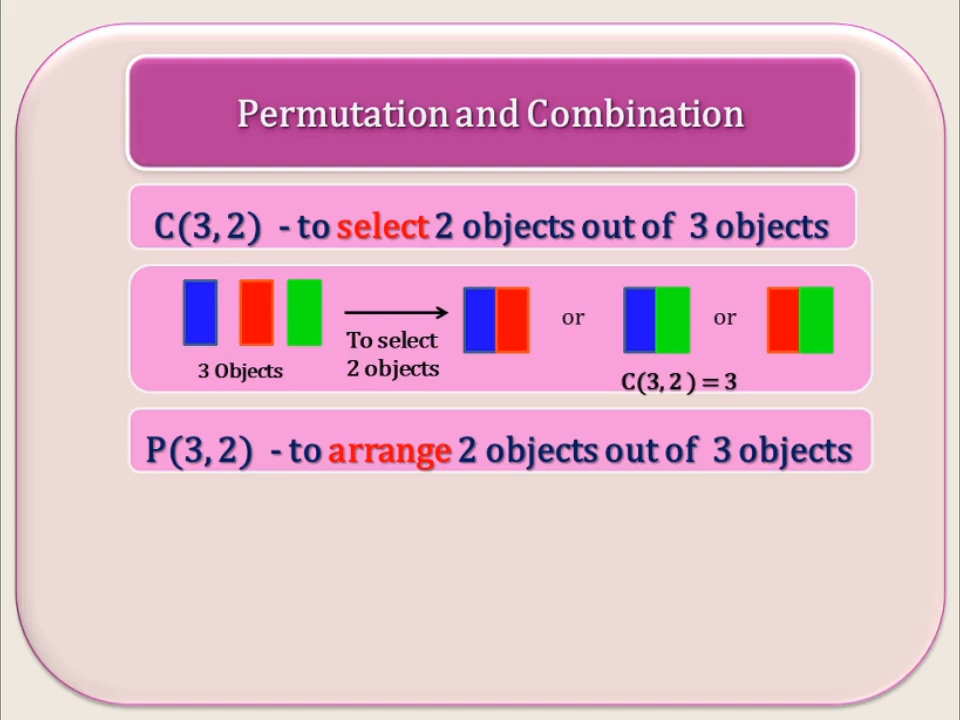 Permutation and Combination
C(3, 2) - to select 2 objects out of 3 objects
or
or
To select
2 objects
3 Objects
C(3, 2 ) = 3
P(3, 2) - to arrange 2 objects out of 3 objects